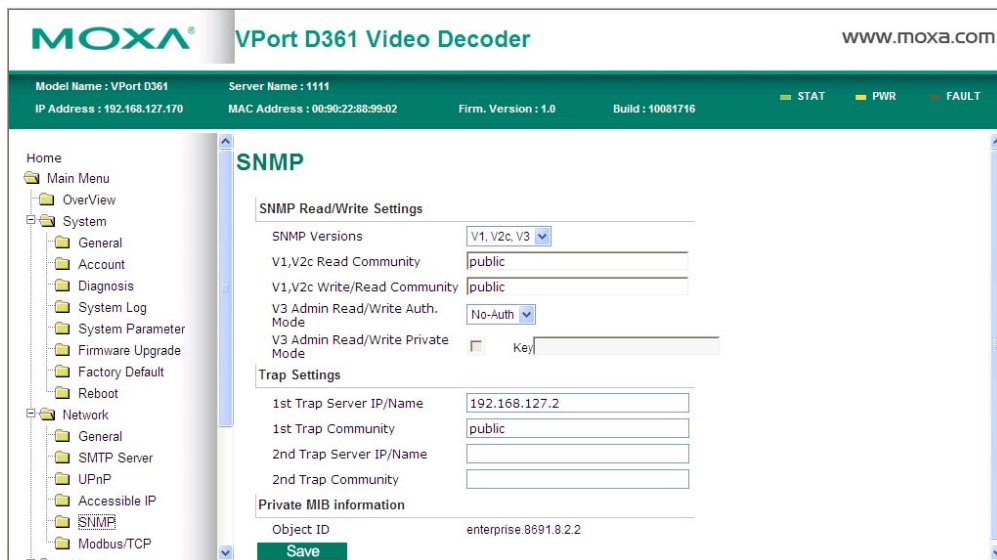 MOXA®
VPort D361 Video Decoder
www.moxa.com
Model Name : VPort D361
Server Name : 1111
IP Address : 192.168.127.170
MAC Address : 00:90:22:88:99:02
Firm. Version : 1.0
Build : 10081716
STAT
PWR
FAULT
Home
Main Menu
OverView
System
General
Account
Diagnosis
System Log
System Parameter
Firmware Upgrade
Factory Default
Reboot
Network
General
SMTP Server
UPnP
Accessible IP
SNMP
Modbus/TCP
SNMP
SNMP Read/Write Settings
SNMP Versions V1, V2c, V3
V1,V2c Read Community public
V1,V2c Write/Read Community public
V3 Admin Read/Write Auth.
Mode No-Auth
V3 Admin Read/Write Private
Mode Key
Trap Settings
1st Trap Server IP/Name 192.168.127.2
1st Trap Community public
2nd Trap Server IP/Name
2nd Trap Community
Private MIB information
Object ID enterprise.8691.8.2.2
Save